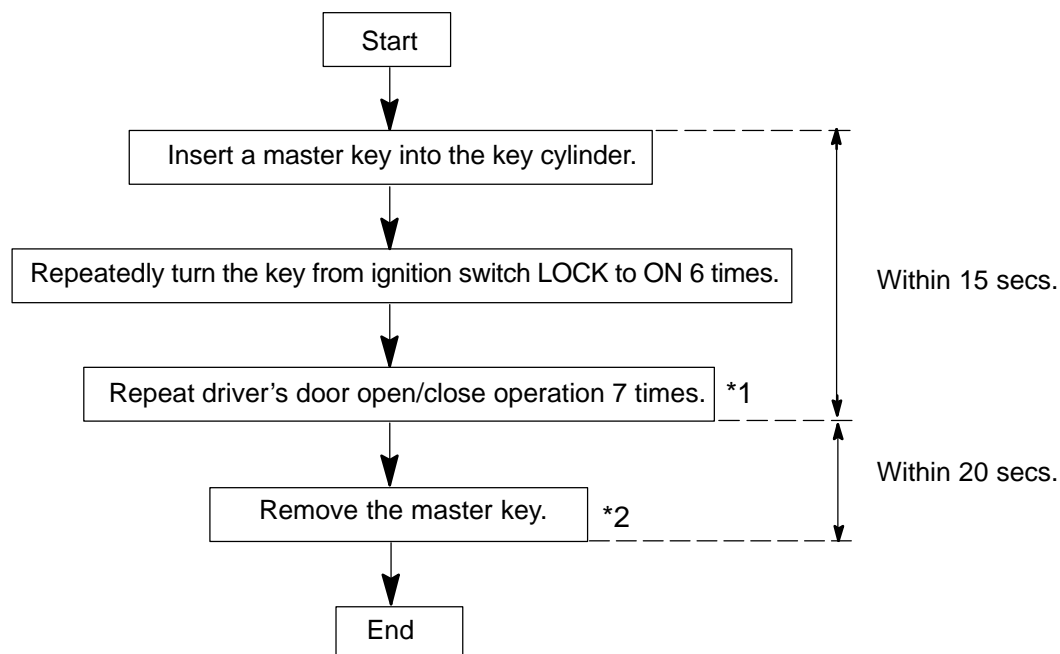 Start
Insert a master key into the key cylinder.
Repeatedly turn the key from ignition switch LOCK to ON 6 times.
Within 15 secs.
Repeat driver’s door open/close operation 7 times. *1
Within 20 secs.
Remove the master key. *2
End